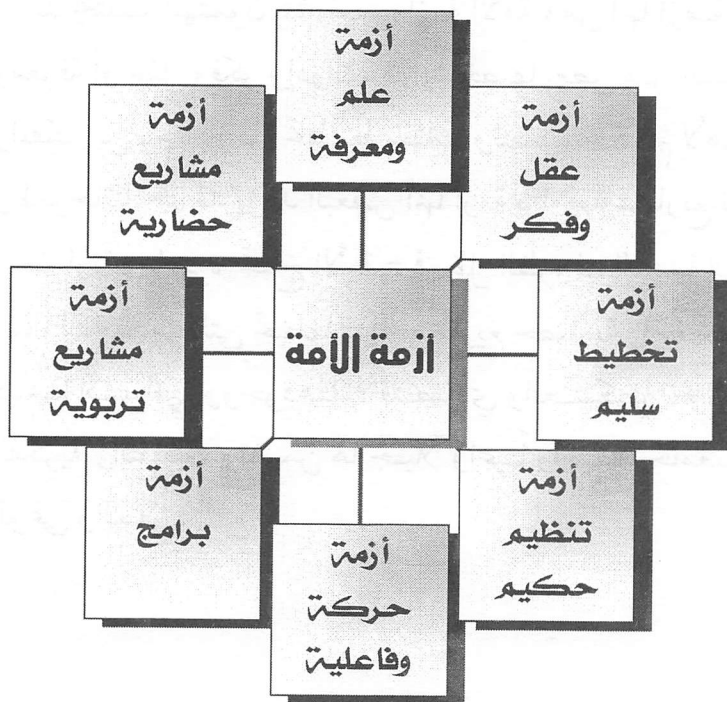 أزمة
علم
ومعرفة
أزمة
عقل
وفكر
أزمة
تخطيط
سليم
أزمة
تنظيم
حكيم
أزمة
حركة
وفاعلية
أزمة
برامج
أزمة
مشاريع
تربوية
أزمة
مشاريع
حضارية
أزمة الأمة